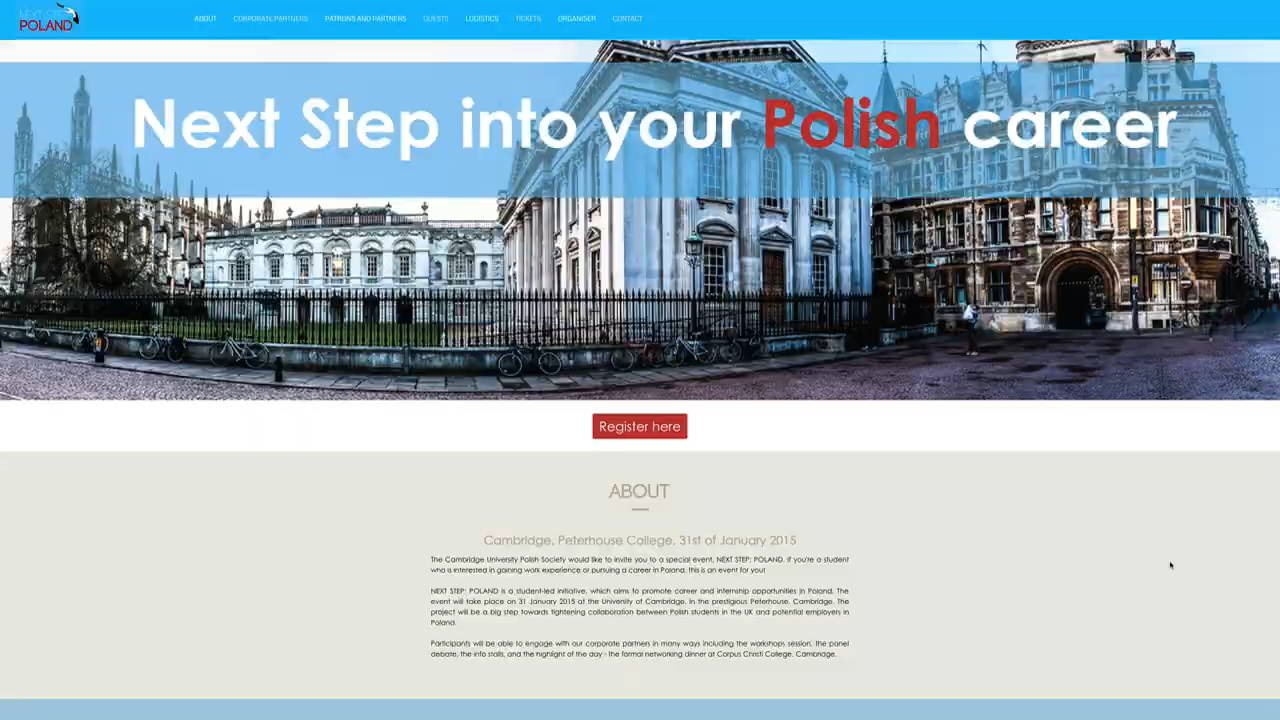 NEXT STEP
POLAND
ABOUT CORPORATE PARTNERS PATRONS AND PARTNERS GUESTS LOGISTICS TICKETS ORGANISER CONTACT
Next Step into your Polish career
Register here
ABOUT
Cambridge, Peterhouse College, 31st of January 2015
The Cambridge University Polish Society would like to invite you to a special event, NEXT STEP: POLAND. If you're a student
who is interested in gaining work experience or pursuing a career in Poland, this is an event for you!
NEXT STEP: POLAND is a student-led initiative, which aims to promote career and internship opportunities in Poland. The
event will take place on 31 January 2015 at the University of Cambridge, in the prestigious Peterhouse, Cambridge. The
project will be a big step towards tightening collaboration between Polish students in the UK and potential employers in
Poland.
Participants will be able to engage with our corporate partners in many ways including the workshops session, the panel
debate, the info stalls, and the highlight of the day - the formal networking dinner at Corpus Christi College, Cambridge.